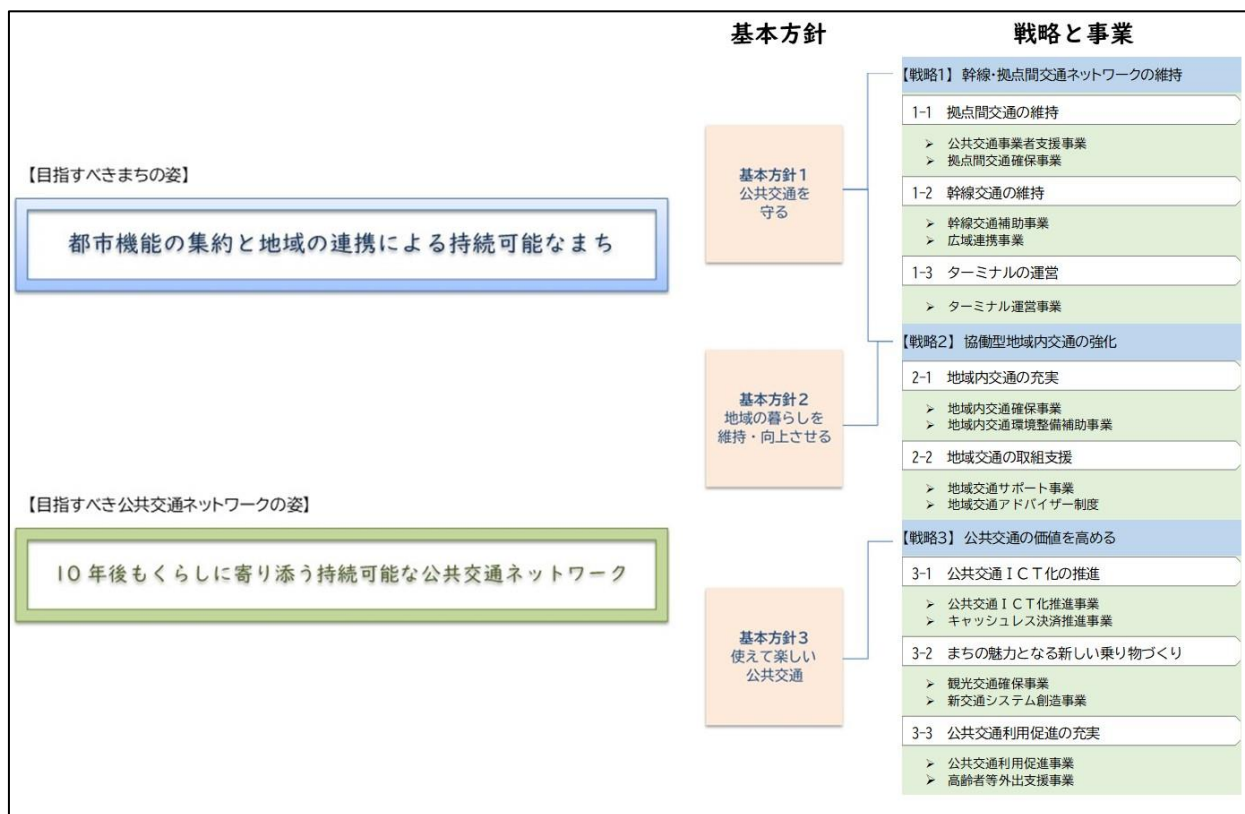 基本方針
戦略と事業
【目指すべきまちの姿】
都市機能の集約と地域の連携による持続可能なまち
【目指すべき公共交通ネットワークの姿】
10年後もくらしに寄り添う持続可能な公共交通ネットワーク
基本方針1
公共交通を
守る
基本方針2
地域の暮らしを
維持・向上させる
基本方針3
使えて楽しい
公共交通
【戦略1】 幹線・拠点間交通ネットワークの維持
1-1 拠点間交通の維持
➢ 公共交通事業者支援事業
➢ 拠点間交通確保事業
1-2 幹線交通の維持
➢ 幹線交通補助事業
➢ 広域連携事業
1-3 ターミナルの運営
➢ ターミナル運営事業
【戦略2】 協働型地域内交通の強化
2-1 地域内交通の充実
➢ 地域内交通確保事業
➢ 地域内交通環境整備補助事業
2-2 地域交通の取組支援
➢ 地域交通サポート事業
➢ 地域交通アドバイザー制度
【戦略3】 公共交通の価値を高める
3-1 公共交通ICT化の推進
➢ 公共交通ICT化推進事業
➢ キャッシュレス決済推進事業
3-2 まちの魅力となる新しい乗り物づくり
➢ 観光交通確保事業
➢ 新交通システム創造事業
3-3 公共交通利用促進の充実
➢ 公共交通利用促進事業
➢ 高齢者等外出支援事業